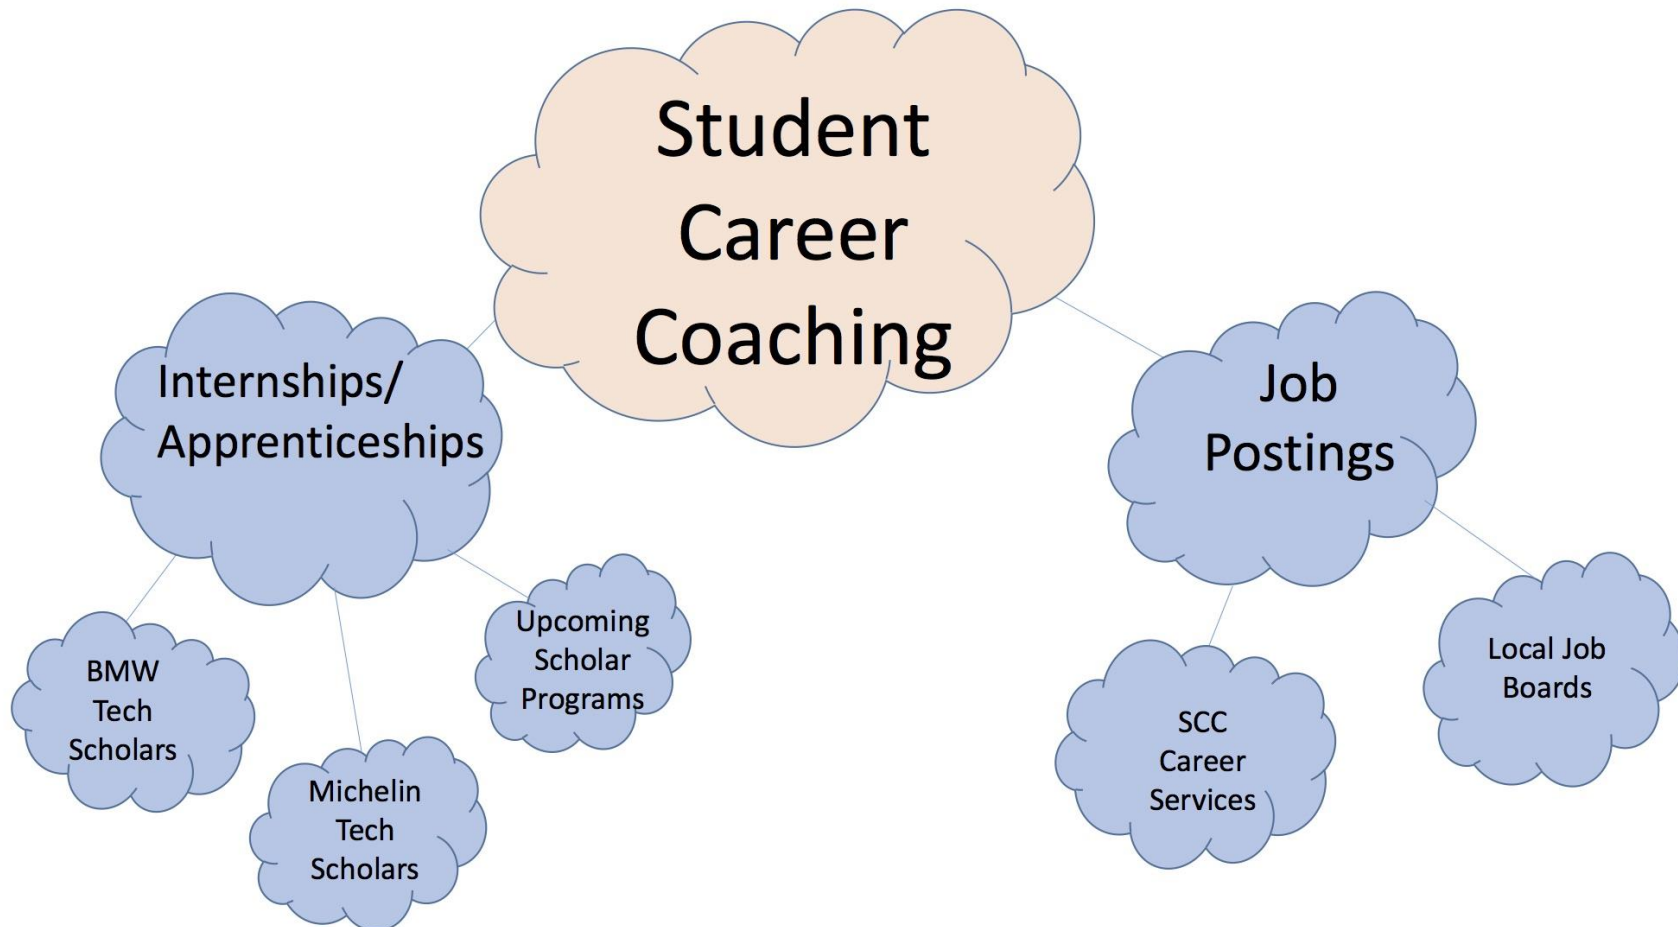 Student
Career
Coaching
Internships/
Apprenticeships
Job
Postings
BMW
Tech
Scholars
Michelin
Tech
Scholars
Upcoming
Scholar
Programs
SCC
Career
Services
Local Job
Boards